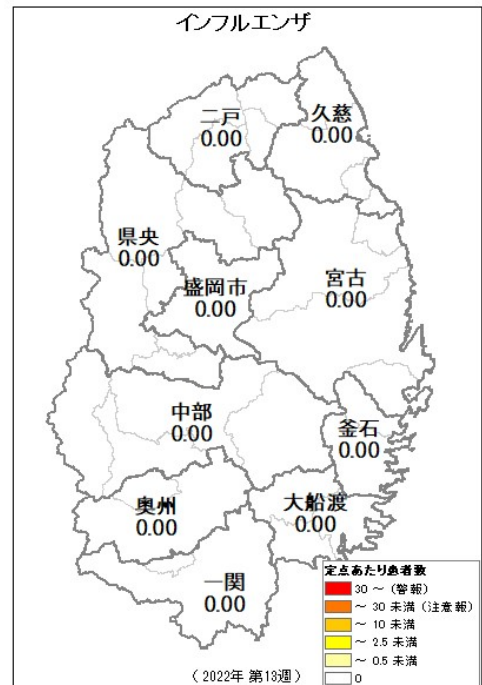 インフルエンザ
二戸
0.00
久慈
0.00
県央
0.00
盛岡市
0.00
宮古
0.00
中部
0.00
釜石
0.00
奥州
0.00
大船渡
0.00
一関
0.00
定点あたり患者数
30 ～ (警報)
～ 30 未満 (注意報)
～ 10 未満
～ 2.5 未満
～ 0.5 未満
0
( 2022年 第13週 )